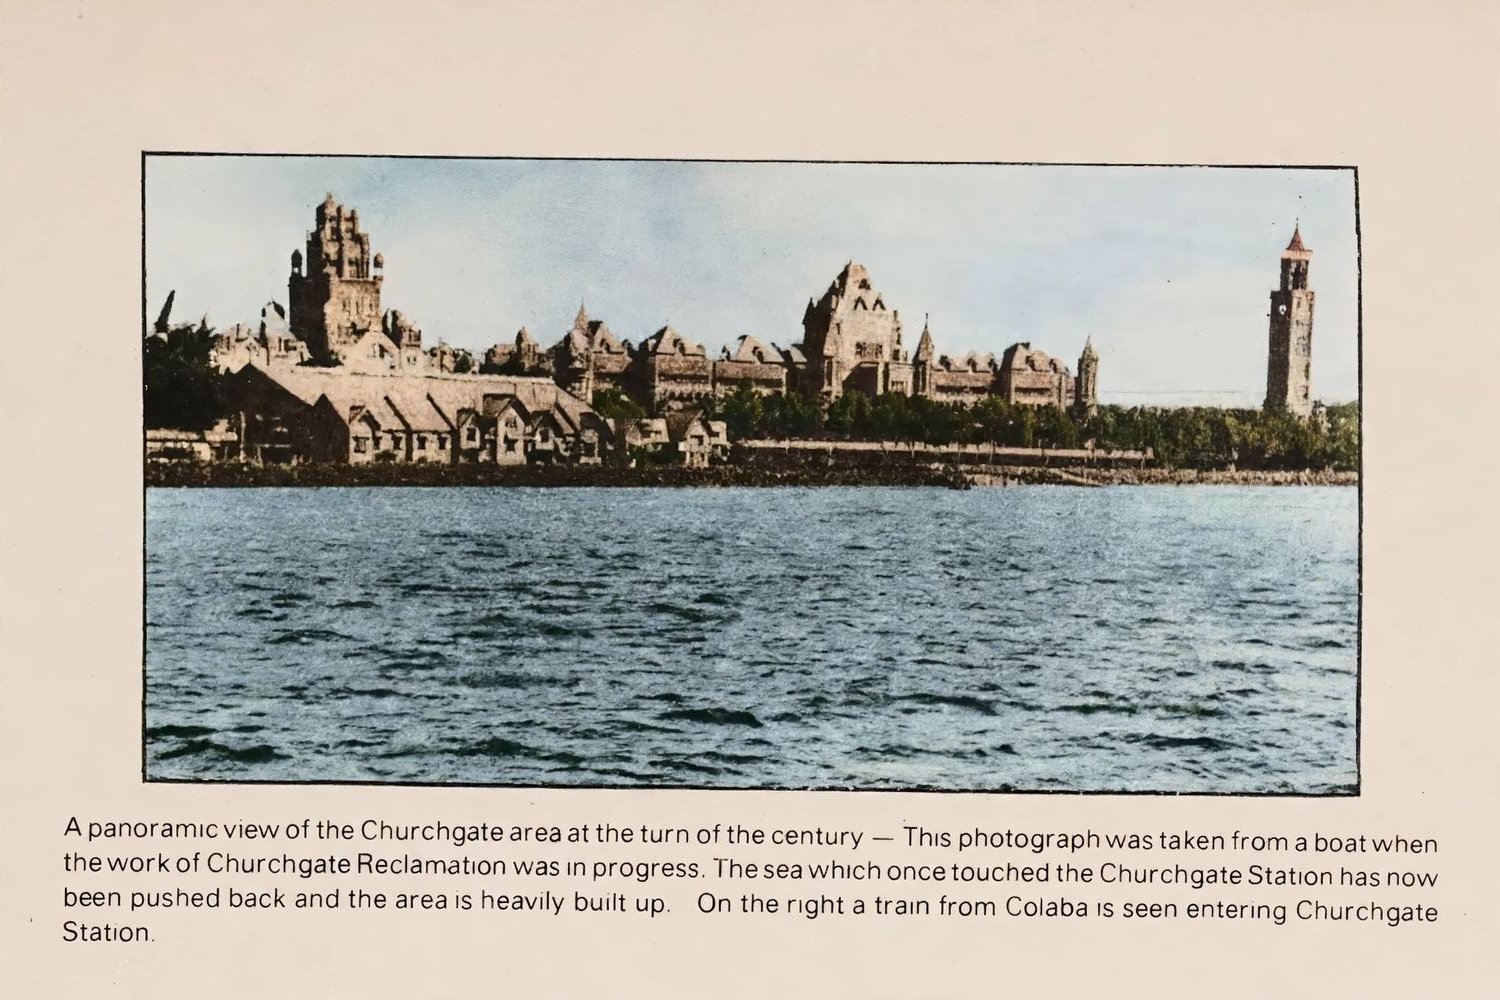 A panoramic view of the Churchgate area at the turn of the century — This photograph was taken from a boat when
the work of Churchgate Reclamation was in progress. The sea which once touched the Churchgate Station has now
been pushed back and the area is heavily built up. On the right a train from Colaba is seen entering Churchgate
Station.